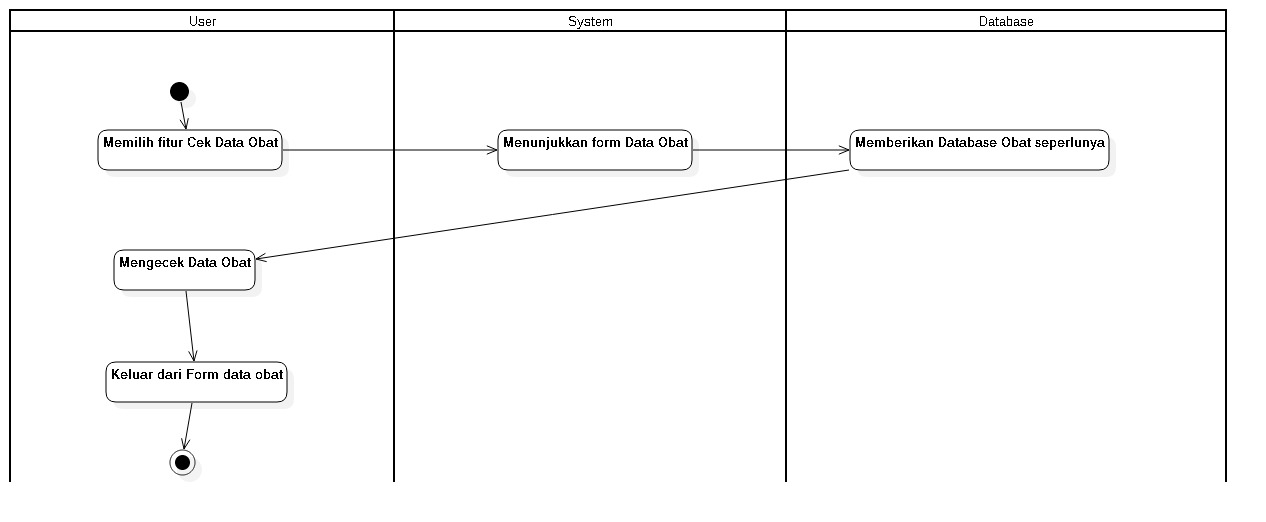 User
System
Database
Memilih fitur Cek Data Obat
Menunjukkan form Data Obat
Memberikan Database Obat seperlunya
Mengecek Data Obat
Keluar dari Form data obat